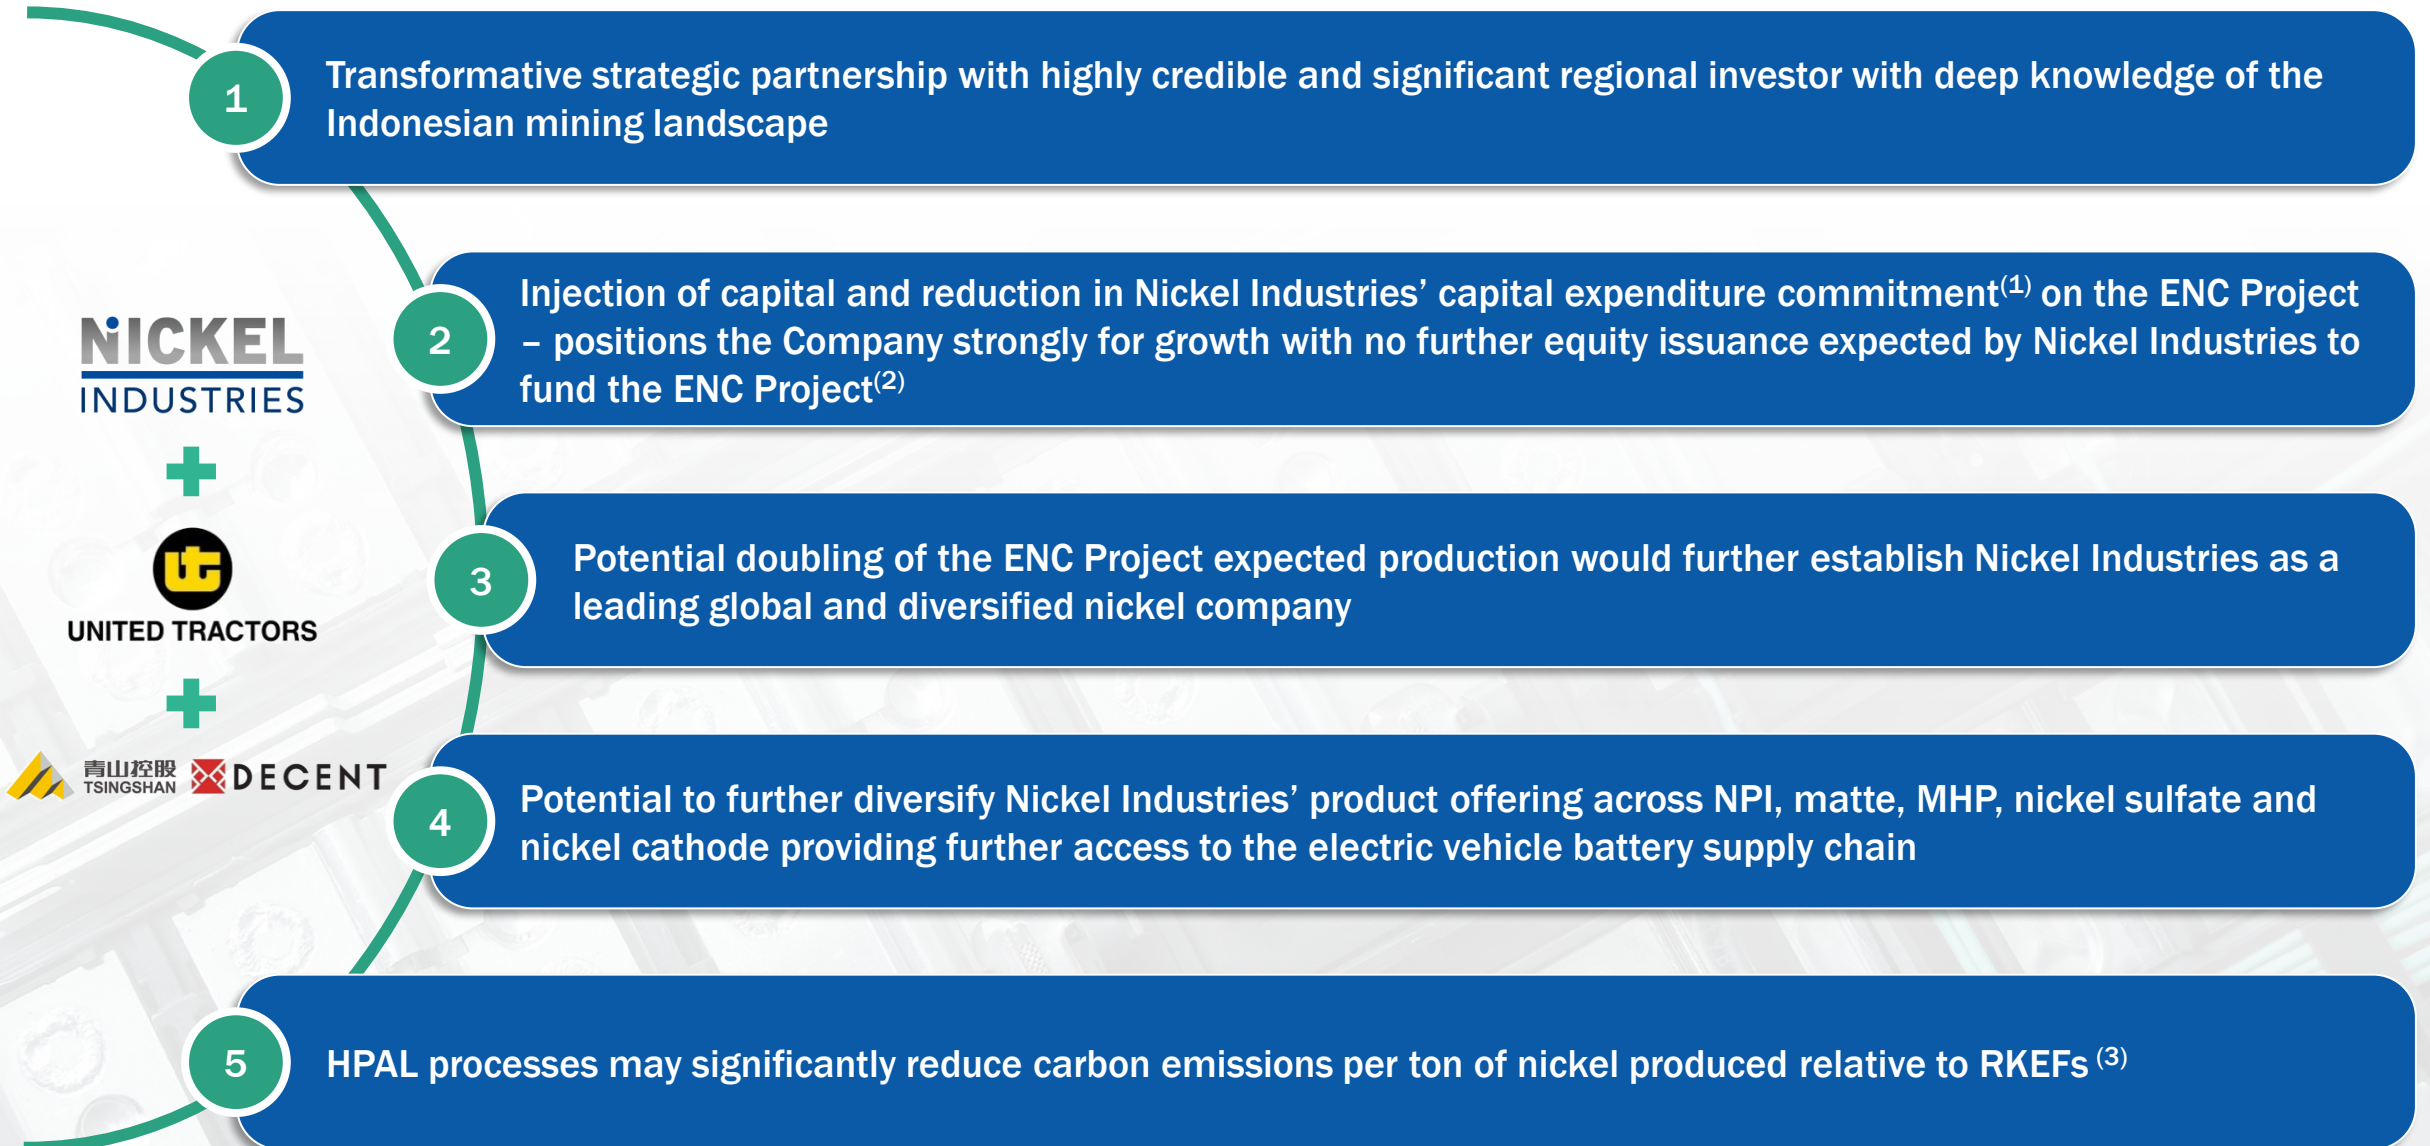 1
Transformative strategic partnership with highly credible and significant regional investor with deep knowledge of the
Indonesian mining landscape
2
Injection of capital and reduction in Nickel Industries’ capital expenditure commitment(1) on the ENC Project
– positions the Company strongly for growth with no further equity issuance expected by Nickel Industries to
fund the ENC Project(2)
NICKEL
INDUSTRIES
UT
UNITED TRACTORS
3
Potential doubling of the ENC Project expected production would further establish Nickel Industries as a
leading global and diversified nickel company
青山控股
TSINGSHAN
DECENT
4
Potential to further diversify Nickel Industries’ product offering across NPI, matte, MHP, nickel sulfate and
nickel cathode providing further access to the electric vehicle battery supply chain
5
HPAL processes may significantly reduce carbon emissions per ton of nickel produced relative to RKEFs (3)